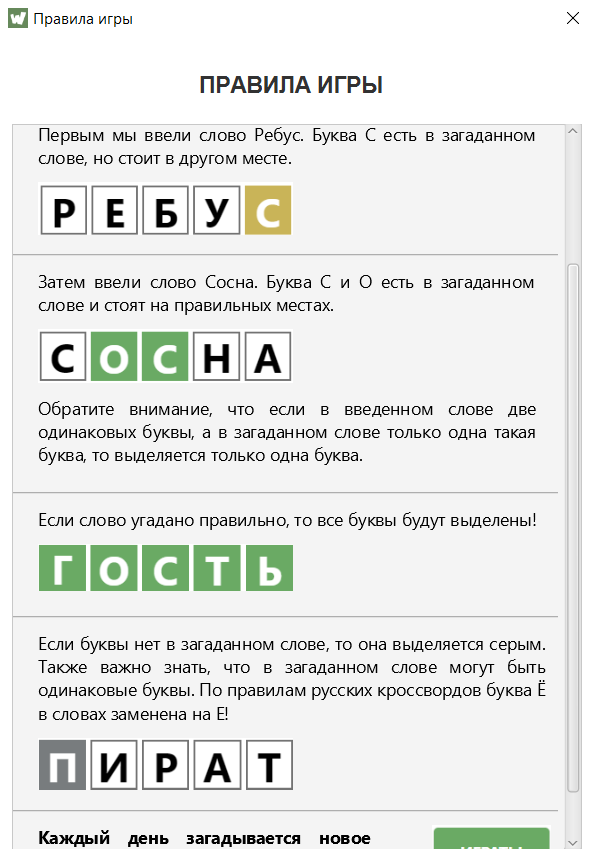 Правила игры
ПРАВИЛА ИГРЫ
Первым мы ввели слово Ребус. Буква С есть в загаданном
слове, но стоит в другом месте.
РЕБУС
Затем ввели слово Сосна. Буква С и О есть в загаданном
слове и стоят на правильных местах.
СОСНА
Обратите внимание, что если в введенном слове две
одинаковых буквы, а в загаданном слове только одна такая
буква, то выделяется только одна буква.
Если слово угадано правильно, то все буквы будут выделены!
ГОСТЬ
Если буквы нет в загаданном слове, то она выделяется серым.
Также важно знать, что в загаданном слове могут быть
одинаковые буквы. По правилам русских кроссвордов буква Ё
в словах заменена на Е!
ПИРАТ
Каждый день загадывается новое